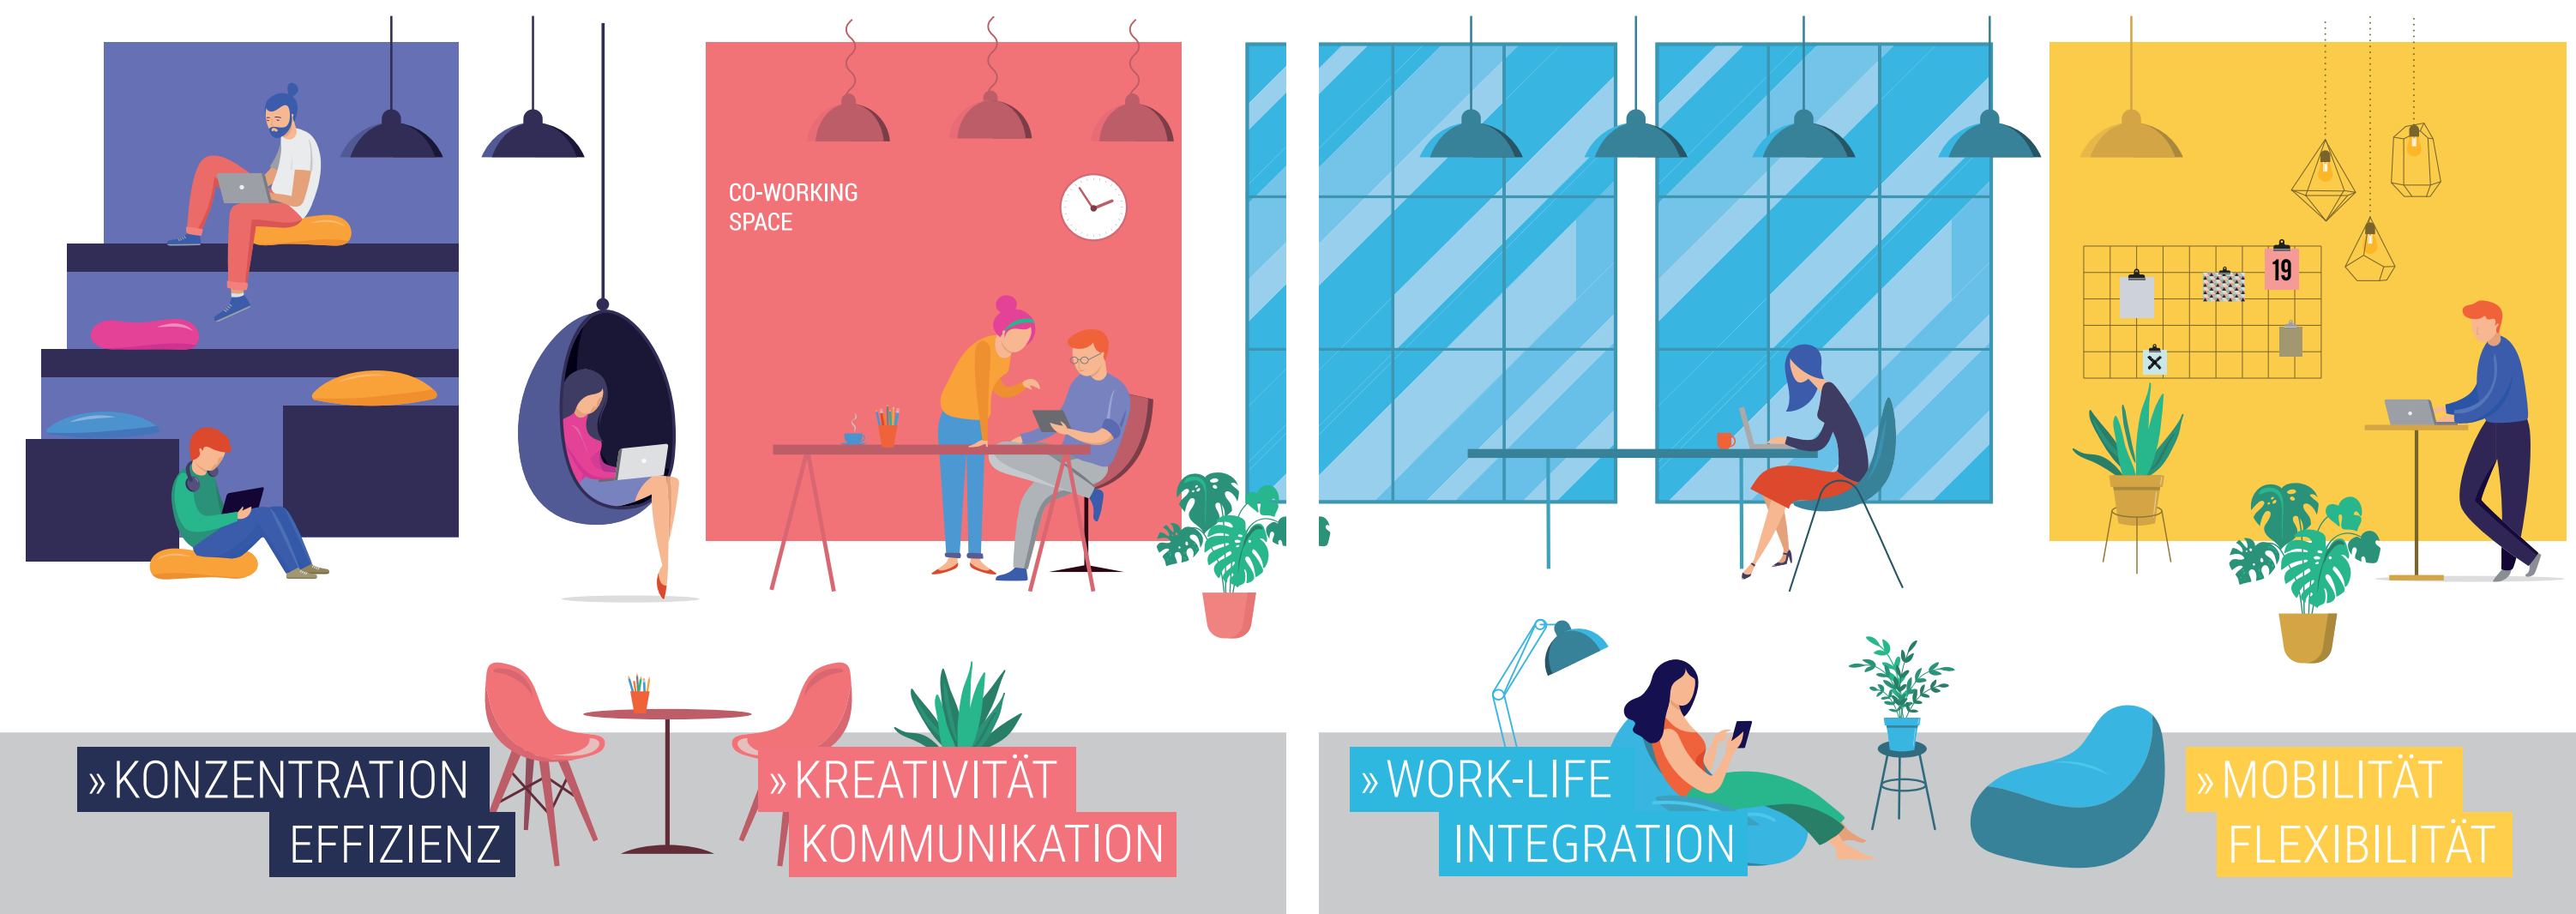 CO-WORKING
SPACE
19
X
» KONZENTRATION
EFFIZIENZ
» KREATIVITÄT
KOMMUNIKATION
» WORK-LIFE
INTEGRATION
» MOBILITÄT
FLEXIBILITÄT